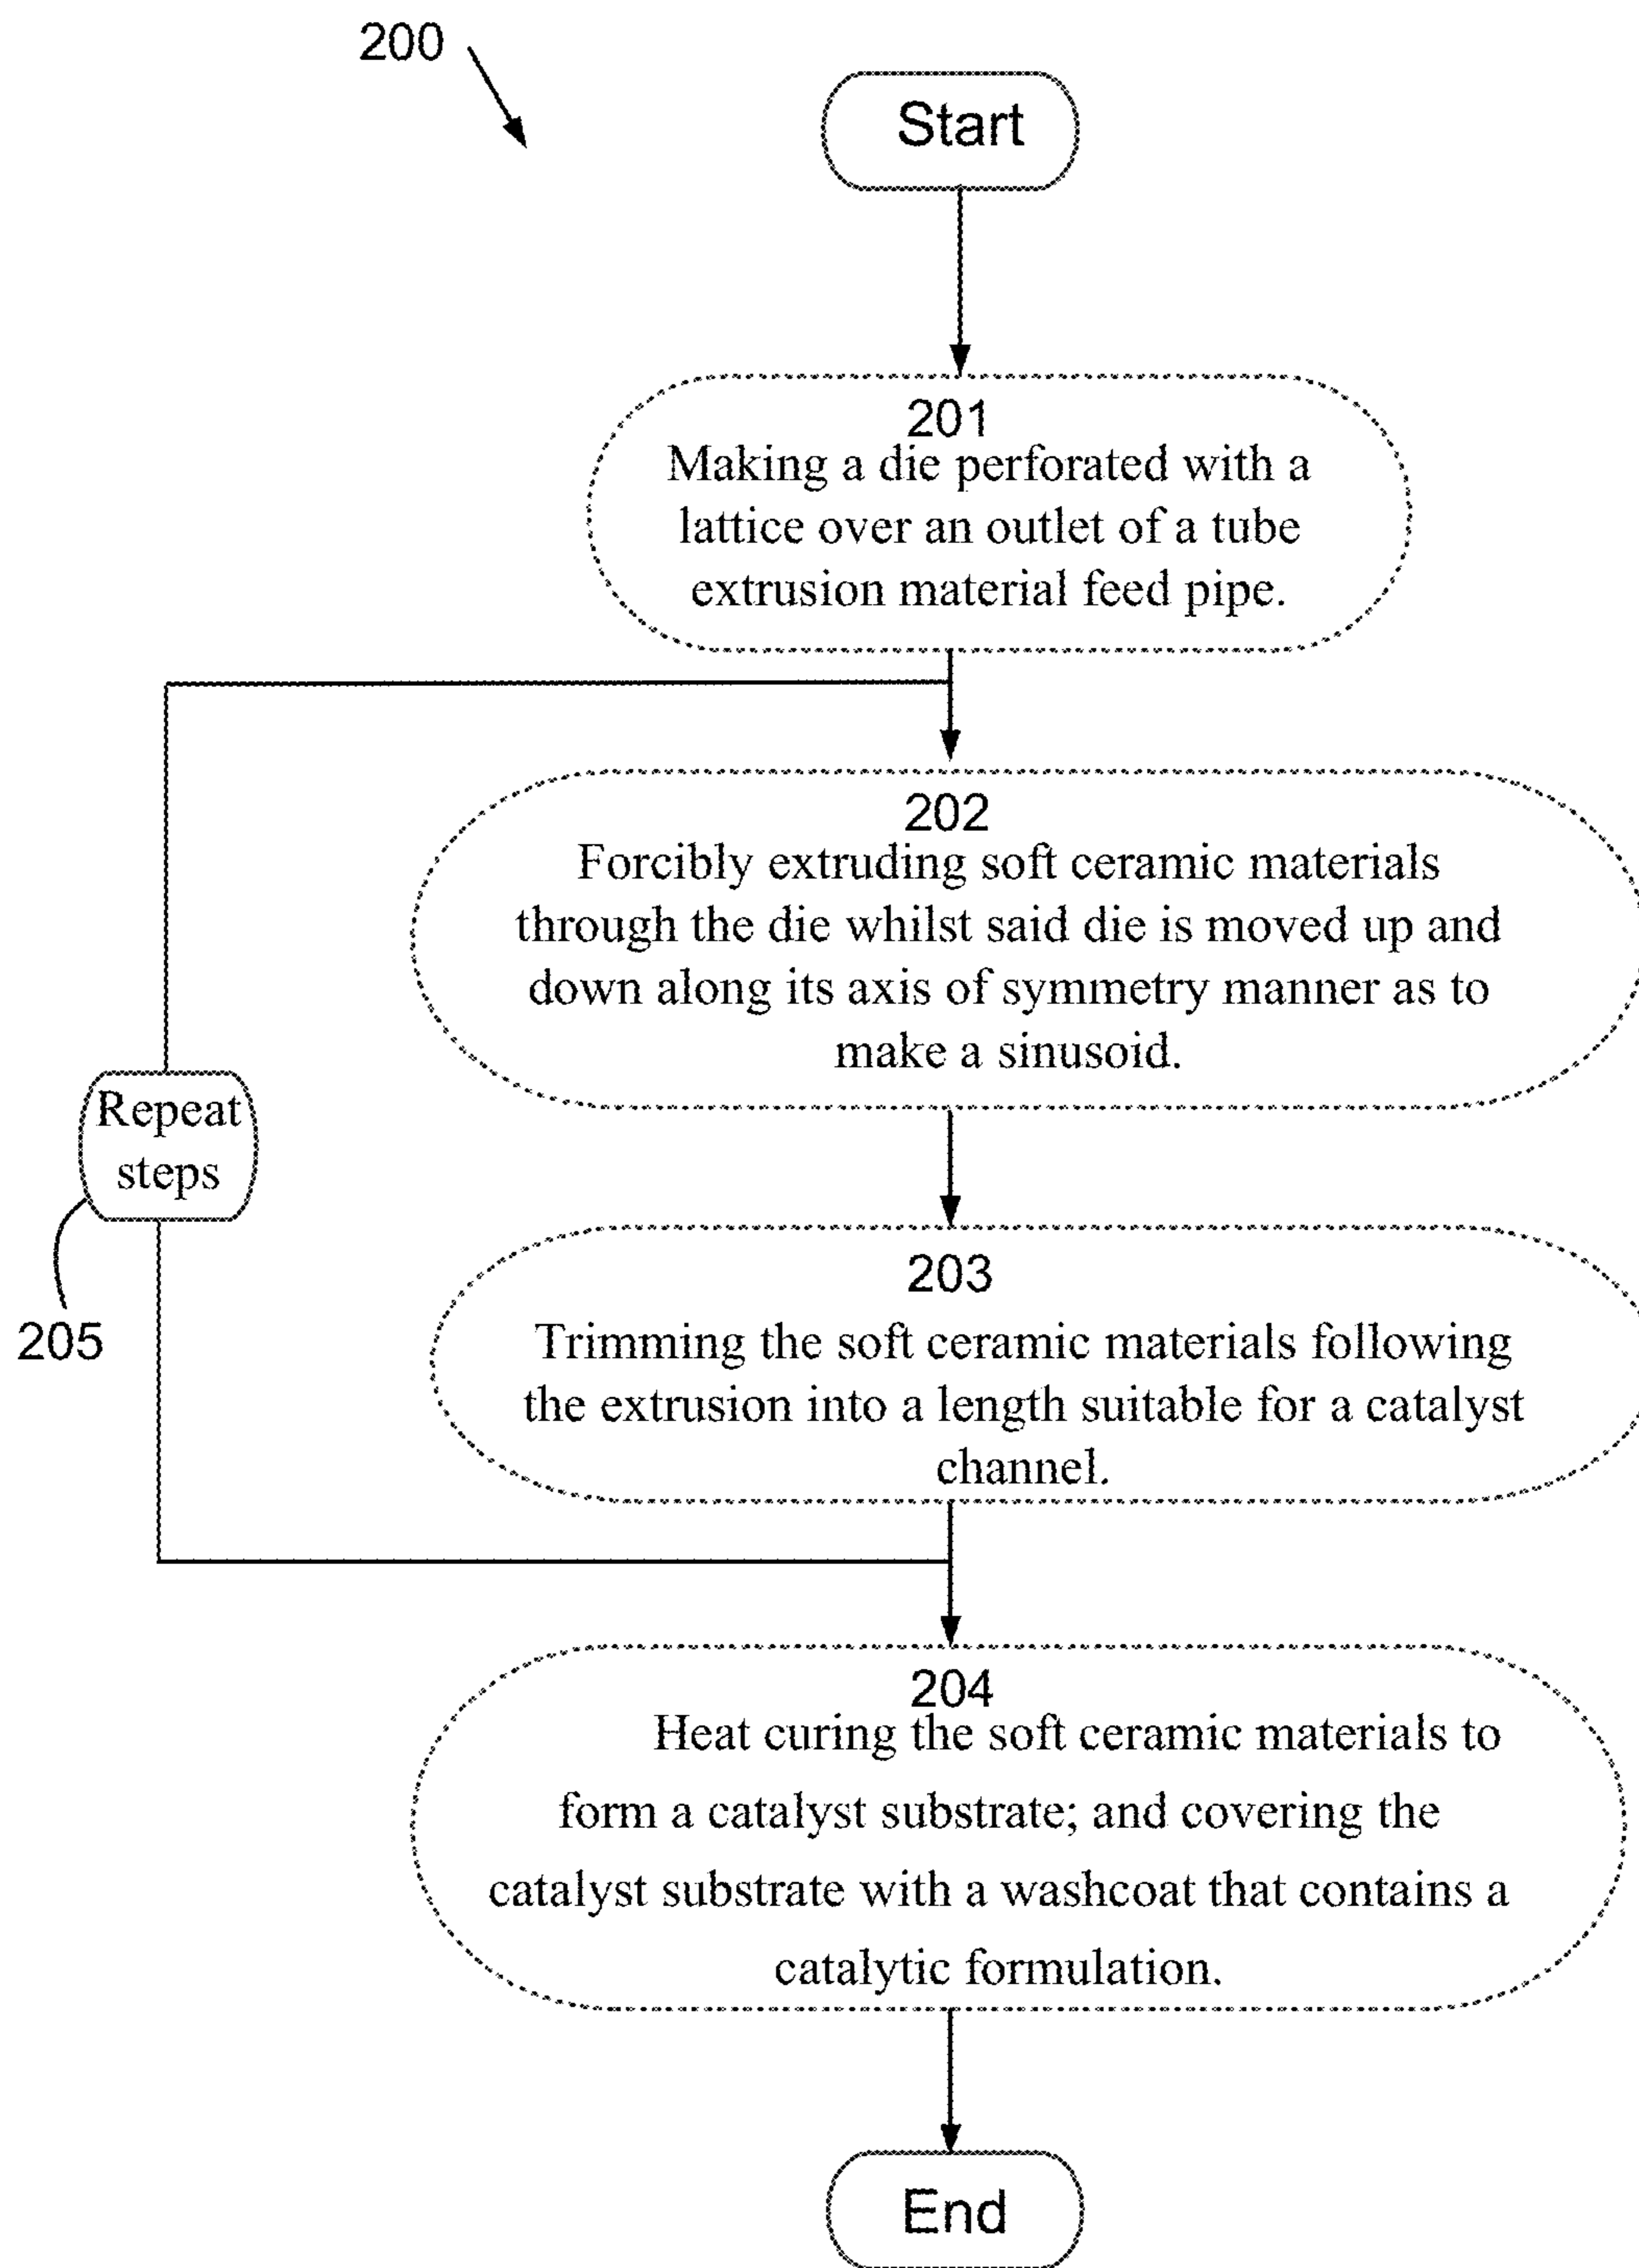 200
Start
201
Making a die perforated with a
lattice over an outlet of a tube
extrusion material feed pipe.
202
Forcibly extruding soft ceramic materials
through the die whilst said die is moved up and
down along its axis of symmetry manner as to
make a sinusoid.
Repeat
steps
205
203
Trimming the soft ceramic materials following
the extrusion into a length suitable for a catalyst
channel.
204
Heat curing the soft ceramic materials to
form a catalyst substrate; and covering the
catalyst substrate with a washcoat that contains a
catalytic formulation.
End